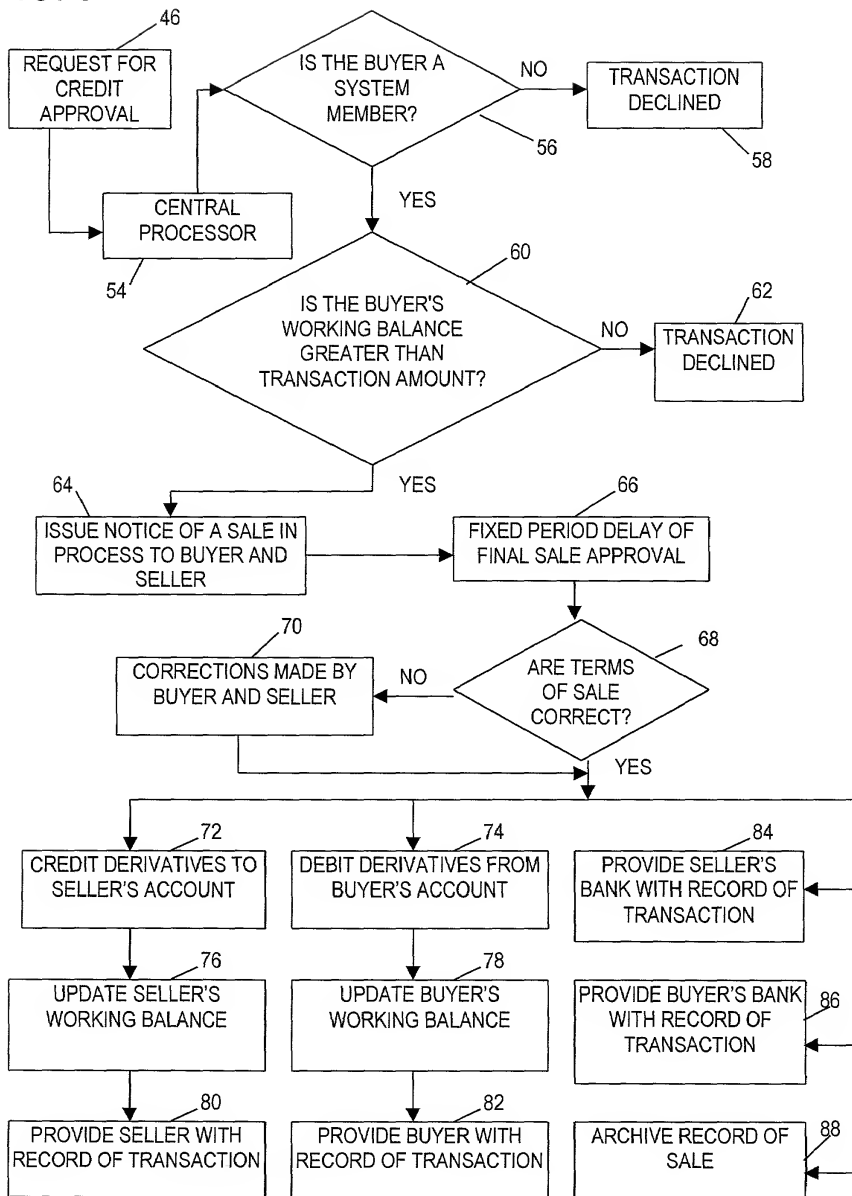 46
REQUEST FOR
CREDIT
APPROVAL
IS THE BUYER A
SYSTEM
MEMBER?
56
NO
TRANSACTION
DECLINED
58
CENTRAL
PROCESSOR
54
YES
60
IS THE BUYER'S
WORKING BALANCE
GREATER THAN
TRANSACTION AMOUNT?
NO
62
TRANSACTION
DECLINED
YES
64
ISSUE NOTICE OF A SALE IN
PROCESS TO BUYER AND
SELLER
66
FIXED PERIOD DELAY OF
FINAL SALE APPROVAL
68
ARE TERMS
OF SALE
CORRECT?
NO
70
CORRECTIONS MADE BY
BUYER AND SELLER
YES
72
CREDIT DERIVATIVES TO
SELLER'S ACCOUNT
74
DEBIT DERIVATIVES FROM
BUYER'S ACCOUNT
84
PROVIDE SELLER'S
BANK WITH RECORD OF
TRANSACTION
76
UPDATE SELLER'S
WORKING BALANCE
78
UPDATE BUYER'S
WORKING BALANCE
86
PROVIDE BUYER'S BANK
WITH RECORD OF
TRANSACTION
80
PROVIDE SELLER WITH
RECORD OF TRANSACTION
82
PROVIDE BUYER WITH
RECORD OF TRANSACTION
88
ARCHIVE RECORD OF
SALE